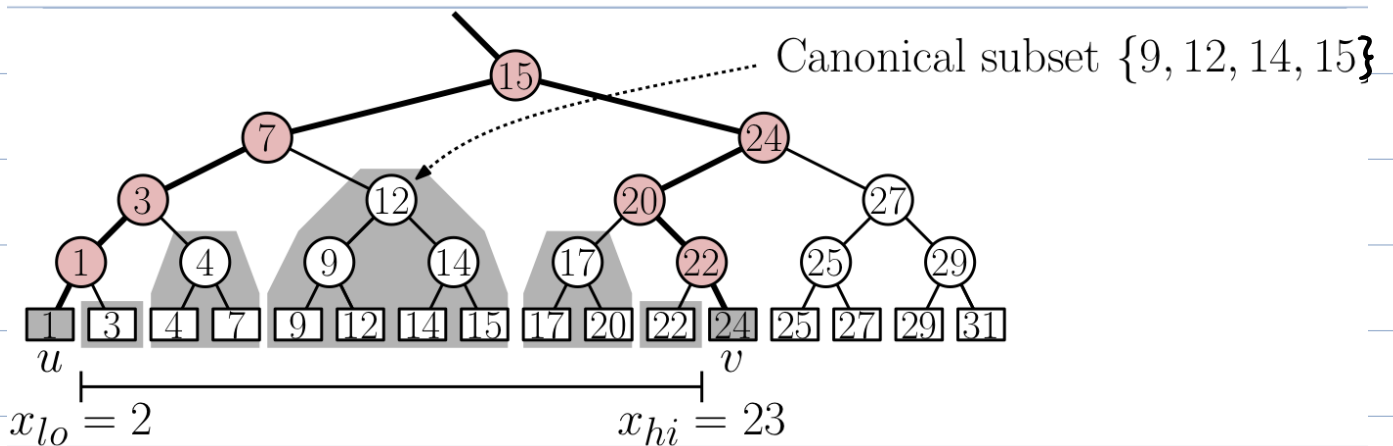 Canonical subset {9, 12, 14, 15}
15
7 24
3 12 20 27
1 4 9 14 17 22 25 29
1 3 4 7 9 12 14 15 17 20 22 24 25 27 29 31
u v
x_lo = 2 x_hi = 23